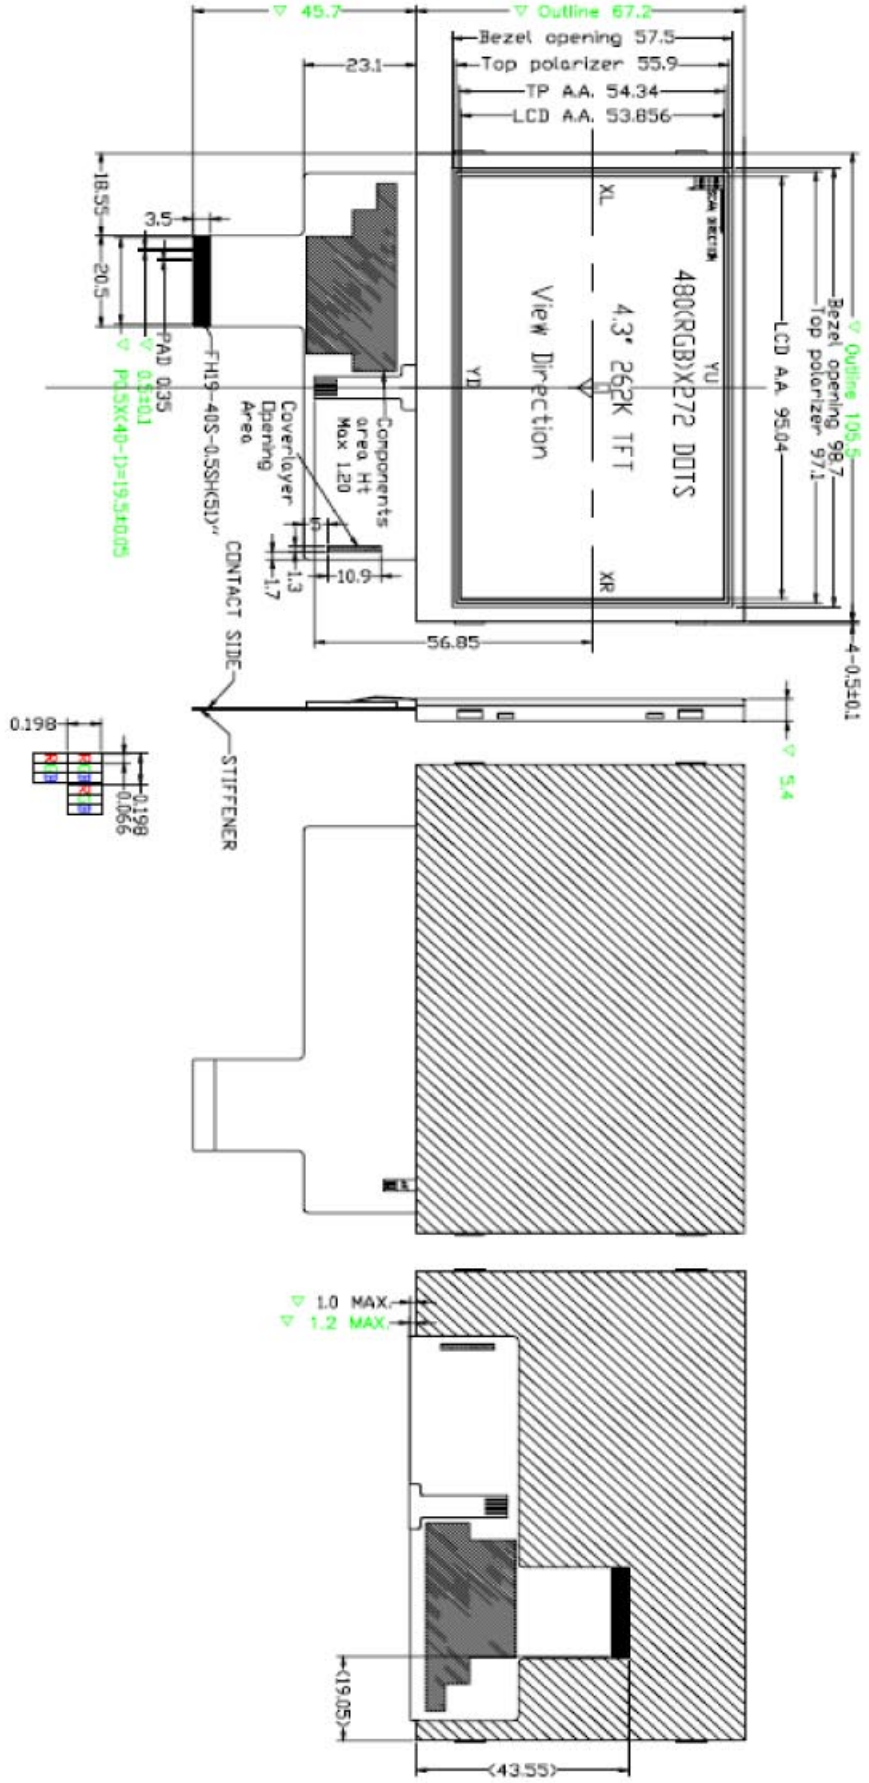 ▽ 45.7
▽ Outline 67.2
Bezel opening 57.5
Top polarizer 55.9
TP A.A. 54.34
LCD A.A. 53.856
23.1
▽ Outline 105.5
Bezel opening 98.7
Top polarizer 97.1
LCD A.A. 95.04
4-0.5±0.1
SCAN DIRECTION
480(RGB)X272 DOTS
4.3" 262K TFT
View Direction
XL
XR
YU
YD
18.55
20.5
3.5
PAD 0.35
▽ 0.5±0.1
▽ P0.5X(40-1)=19.5±0.05
FH19-40S-0.5SH(51)"
Components
area Ht
Max 1.20
Coverlayer
Opening
Area
5
1.3
1.7
10.9
56.85
CONTACT SIDE
STIFFENER
▽ 5.4
0.198
RGBRGB
RGB
0.198
0.066
▽ 1.0 MAX.
▽ 1.2 MAX.
(19.05)
(43.55)